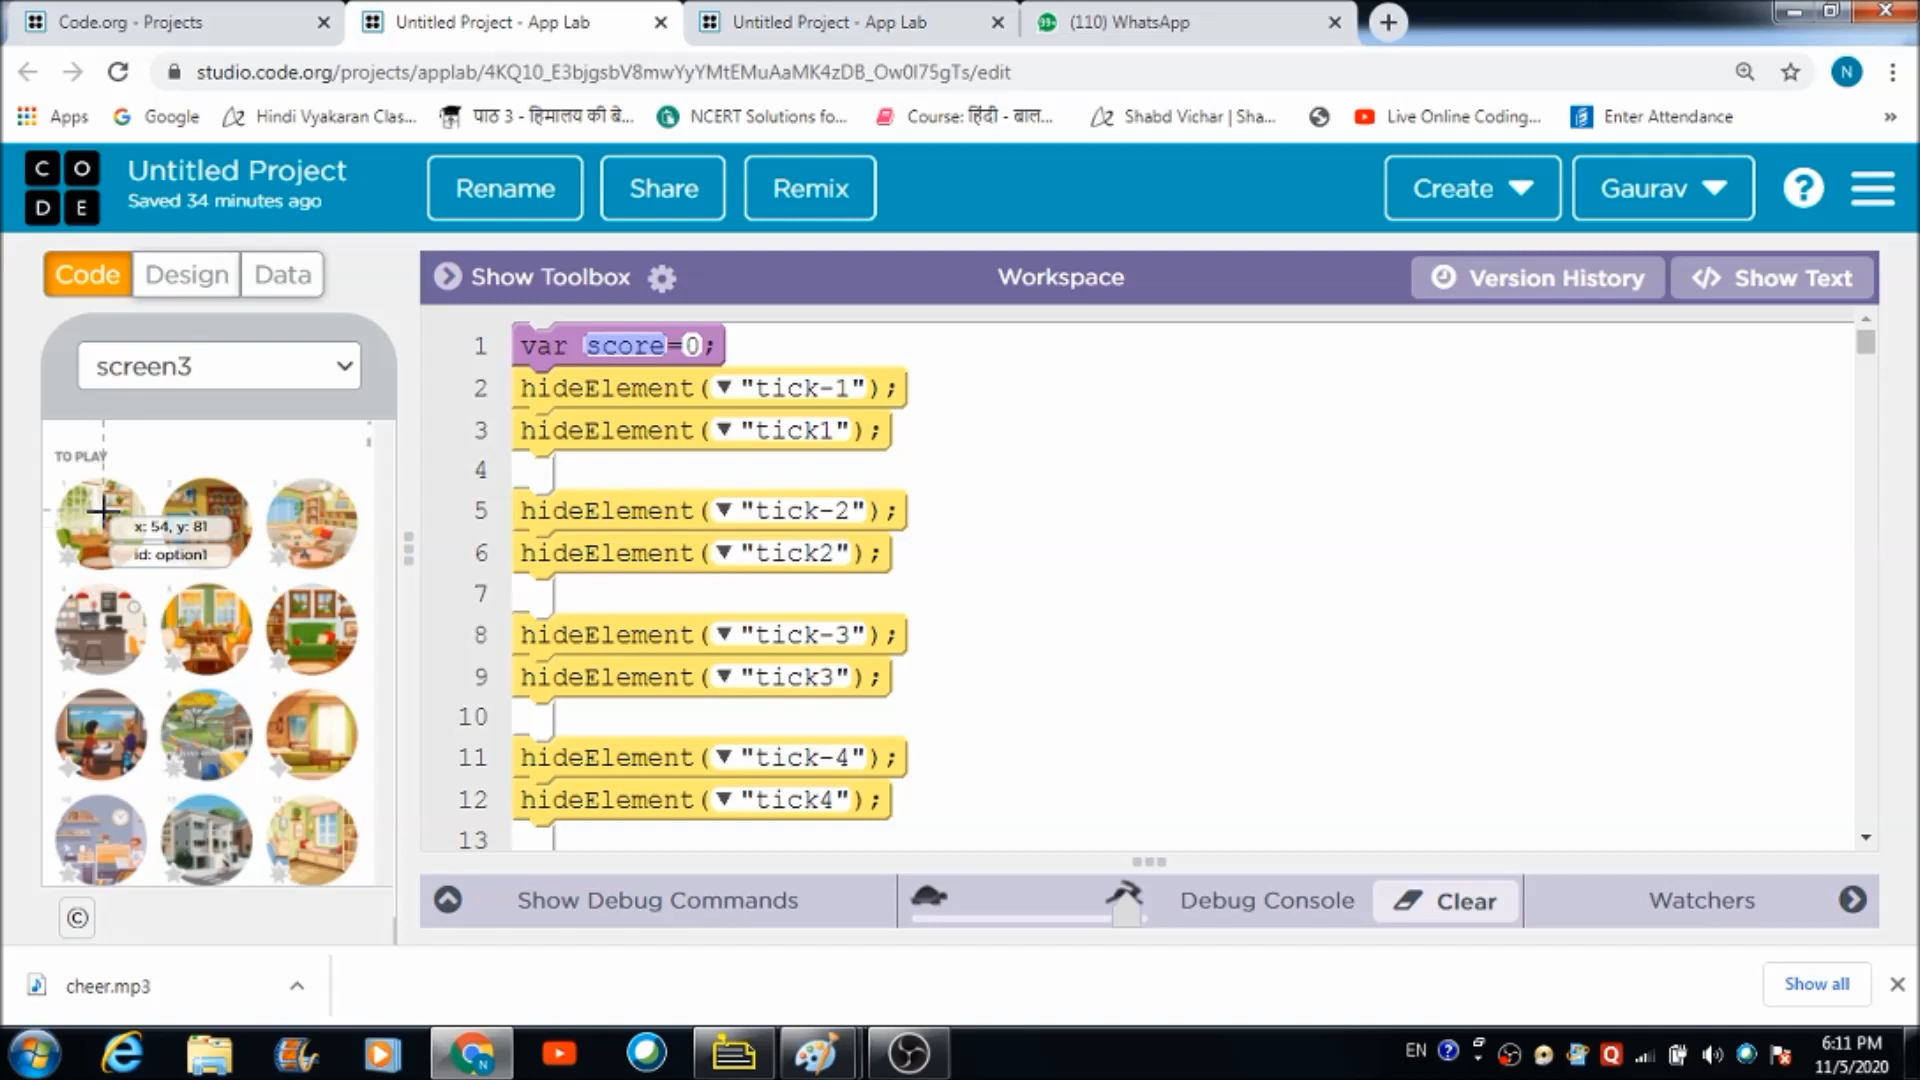 Code.org - Projects
Untitled Project - App Lab
Untitled Project - App Lab
(110) WhatsApp
studio.code.org/projects/applab/4KQ10_E3bjgsbV8mwYyYMtEMuAaMK4zDB_Ow0l75gTs/edit
N
Apps
Google
Hindi Vyakaran Clas...
पाठ 3 - हिमालय की बे...
NCERT Solutions fo...
Course: हिंदी - बाल...
Shabd Vichar | Sha...
Live Online Coding...
Enter Attendance
»
C O
D E
Untitled Project
Saved 34 minutes ago
Rename
Share
Remix
Create
Gaurav
?
Code
Design
Data
Show Toolbox
Workspace
Version History
Show Text
screen3
TO PLAY
x: 54, y: 81
id: option1
1 var score=0;
2 hideElement("tick-1");
3 hideElement("tick1");
4
5 hideElement("tick-2");
6 hideElement("tick2");
7
8 hideElement("tick-3");
9 hideElement("tick3");
10
11 hideElement("tick-4");
12 hideElement("tick4");
13
©
Show Debug Commands
Debug Console
Clear
Watchers
cheer.mp3
Show all
EN
6:11 PM
11/5/2020